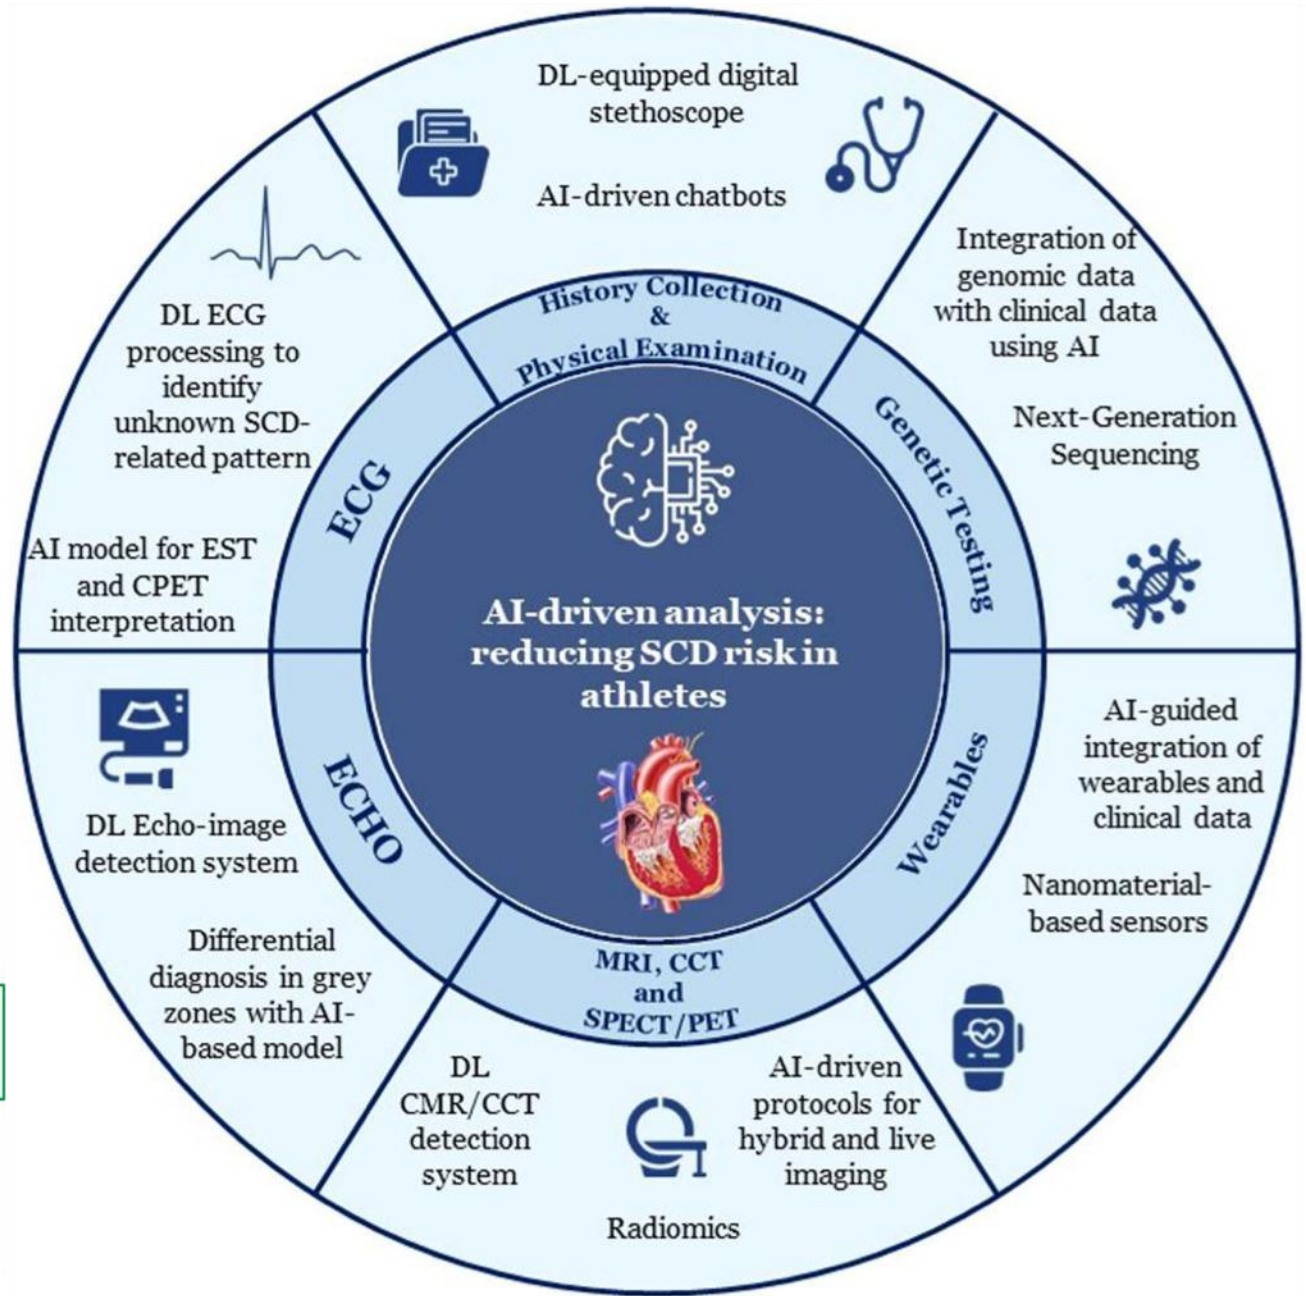 DL-equipped digital
stethoscope
AI-driven chatbots
History Collection
&
Physical Examination
Integration of
genomic data
with clinical data
using AI
Next-Generation
Sequencing
Genetic Testing
AI-guided
integration of
wearables and
clinical data
Nanomaterial-
based sensors
Wearables
MRI, CCT
and
SPECT/PET
DL
CMR/CCT
detection
system
AI-driven
protocols for
hybrid and live
imaging
Radiomics
ECHO
DL Echo-image
detection system
Differential
diagnosis in grey
zones with AI-
based model
ECG
DL ECG
processing to
identify
unknown SCD-
related pattern
AI model for EST
and CPET
interpretation
AI-driven analysis:
reducing SCD risk in
athletes